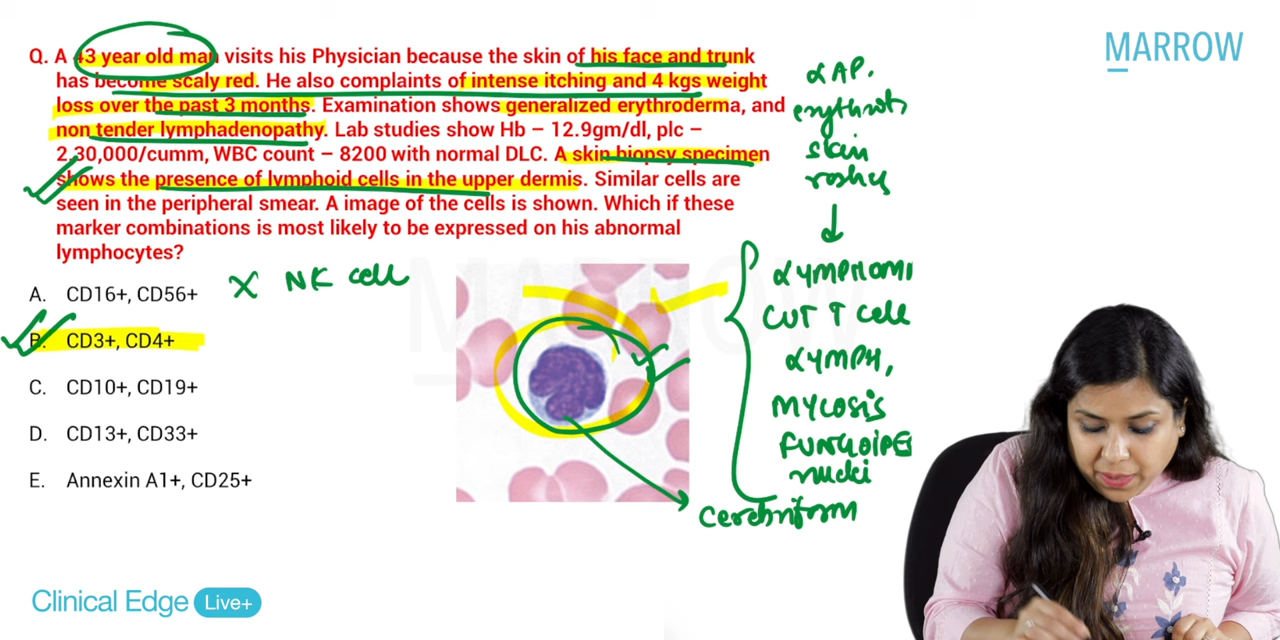 MARROW
Q. A 43 year old man visits his Physician because the skin of his face and trunk
has become scaly red. He also complaints of intense itching and 4 kgs weight
loss over the past 3 months. Examination shows generalized erythroderma, and
non tender lymphadenopathy. Lab studies show Hb – 12.9gm/dl, plc –
2,30,000/cumm, WBC count – 8200 with normal DLC. A skin biopsy specimen
shows the presence of lymphoid cells in the upper dermis. Similar cells are
seen in the peripheral smear. A image of the cells is shown. Which if these
marker combinations is most likely to be expressed on his abnormal
lymphocytes?
A. CD16+, CD56+
X NK cell
B. CD3+, CD4+
C. CD10+, CD19+
D. CD13+, CD33+
E. Annexin A1+, CD25+
LAP.
skin
LYMPHOM
CUT T cell
LYMPH,
MYCOSIS
nuclei
cerebriform
MARROW
Clinical Edge Live+